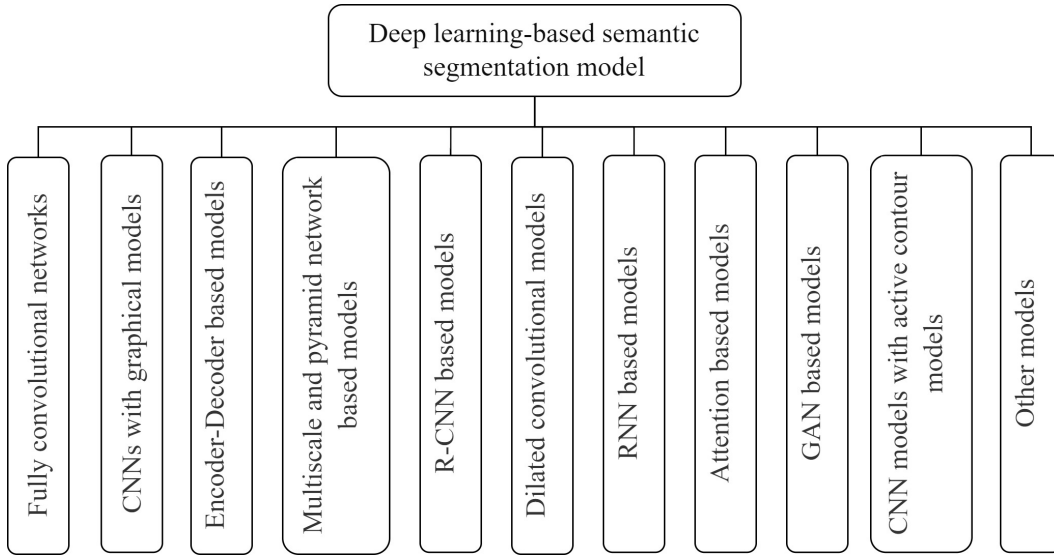 Deep learning-based semantic
segmentation model
Fully convolutional networks
CNNs with graphical models
Encoder-Decoder based models
Multiscale and pyramid network
based models
R-CNN based models
Dilated convolutional models
RNN based models
Attention based models
GAN based models
CNN models with active contour
models
Other models